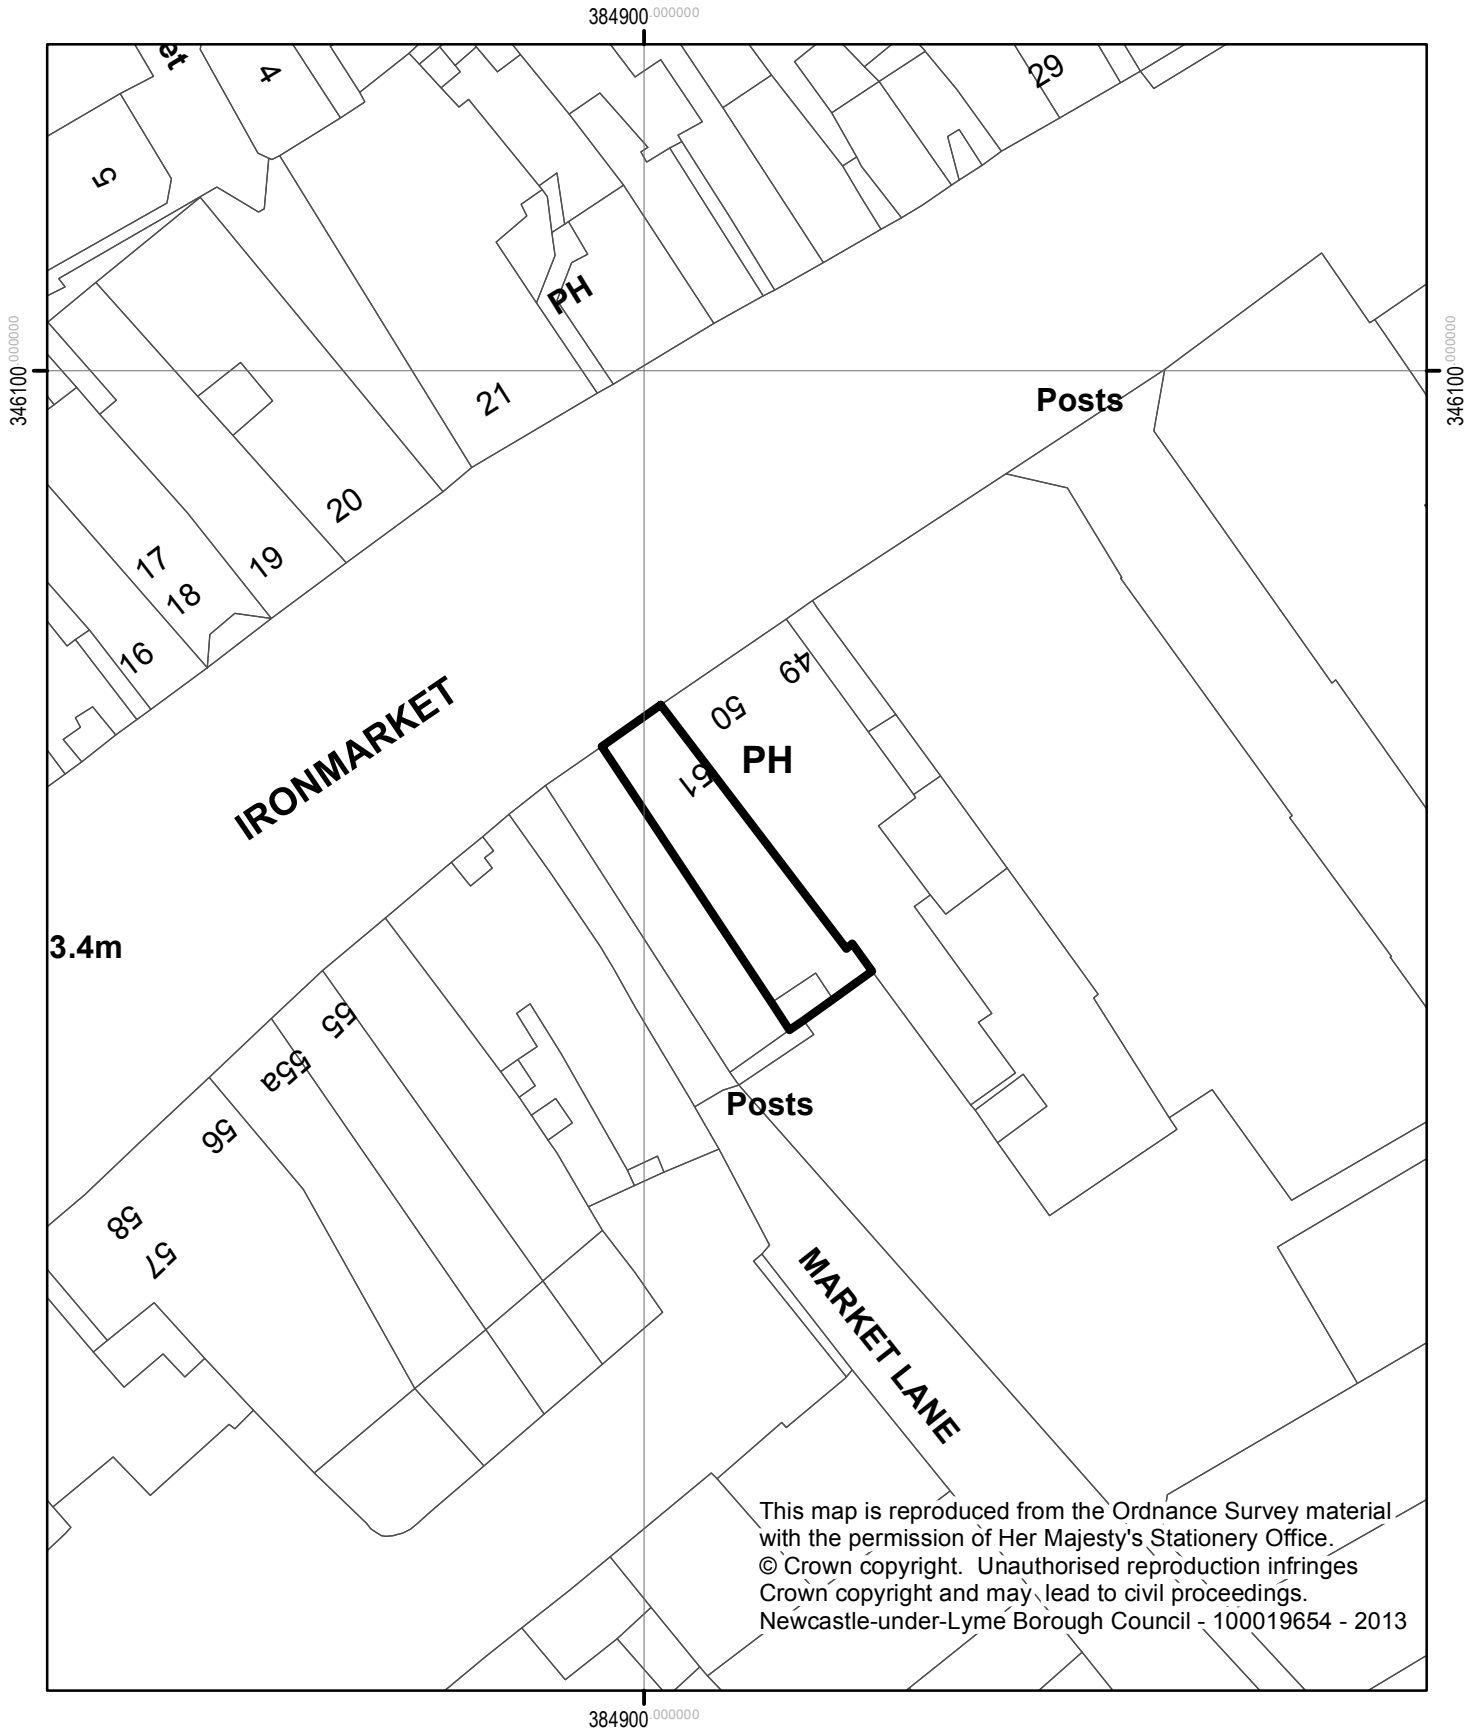 384900.000000
et
4
29
5
PH
346100.000000
346100.000000
21
Posts
20
17
19
18
16
49
50
IRONMARKET
PH
51
3.4m
55
55a
Posts
56
58
57
MARKET LANE
This map is reproduced from the Ordnance Survey material
with the permission of Her Majesty's Stationery Office.
© Crown copyright. Unauthorised reproduction infringes
Crown copyright and may lead to civil proceedings.
Newcastle-under-Lyme Borough Council - 100019654 - 2013
384900.000000